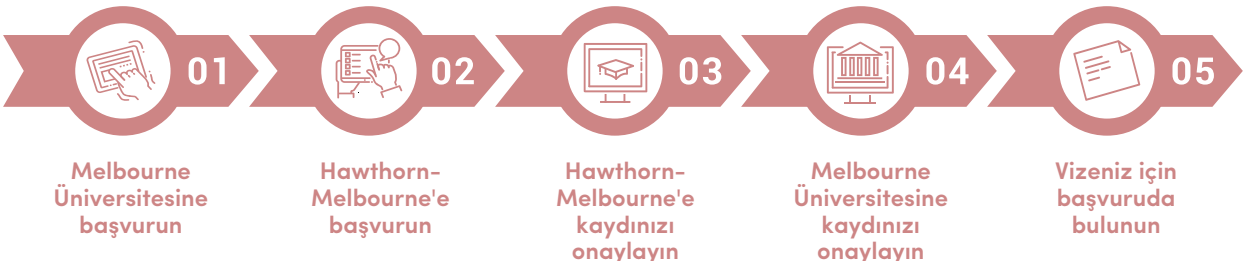 01
Melbourne
Üniversitesine
başvurun
02
Hawthorn-
Melbourne'e
başvurun
03
Hawthorn-
Melbourne'e
kaydınızı
onaylayın
04
Melbourne
Üniversitesine
kaydınızı
onaylayın
05
Vizeniz için
başvuruda
bulunun